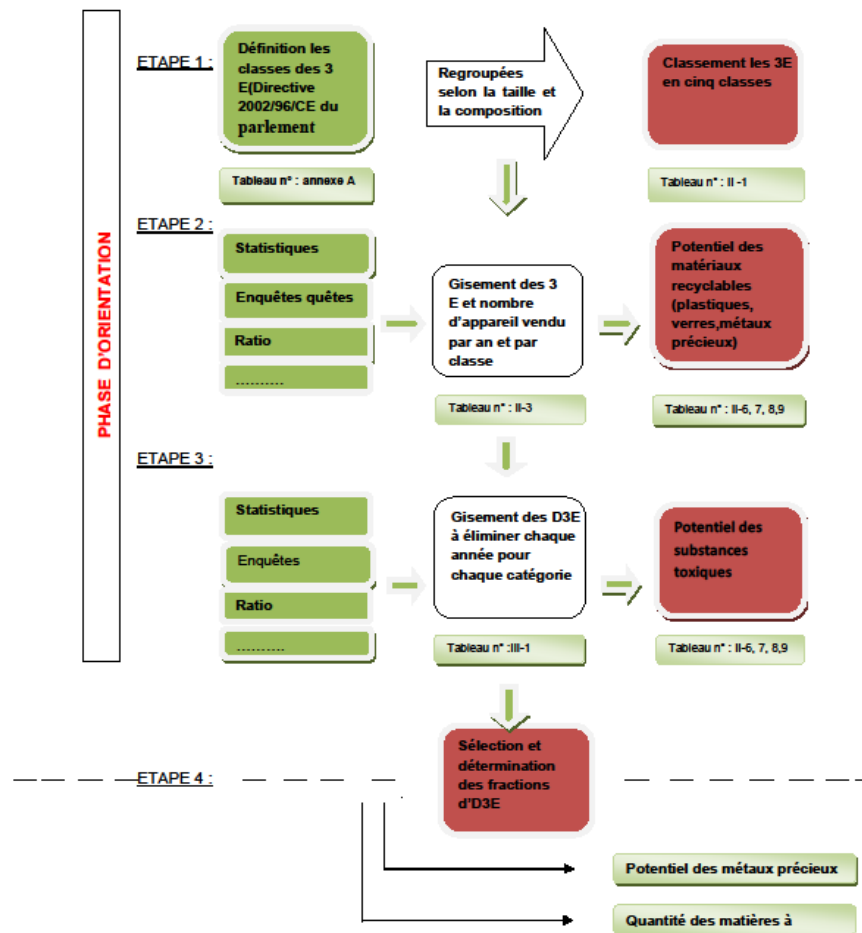 PHASE D'ORIENTATION
ETAPE 1 :
Définition les
classes des 3
E(Directive
2002/96/CE du
parlement
Regroupées
selon la taille et
la composition
Classement les 3E
en cinq classes
Tableau n° : annexe A
Tableau n° : II -1
ETAPE 2 :
Statistiques
Enquêtes quêtes
Ratio
..........
Gisement des 3
E et nombre
d'appareil vendu
par an et par
classe
Potentiel des
matériaux
recyclables
(plastiques,
verres,métaux
précieux)
Tableau n° : II-3
Tableau n° : II-6, 7, 8,9
ETAPE 3 :
Statistiques
Enquêtes
Ratio
..........
Gisement des D3E
à éliminer chaque
année pour
chaque catégorie
Potentiel des
substances
toxiques
Tableau n° :III-1
Tableau n° : II-6, 7, 8,9
ETAPE 4 :
Sélection et
détermination
des fractions
d'D3E
Potentiel des métaux précieux
Quantité des matières à